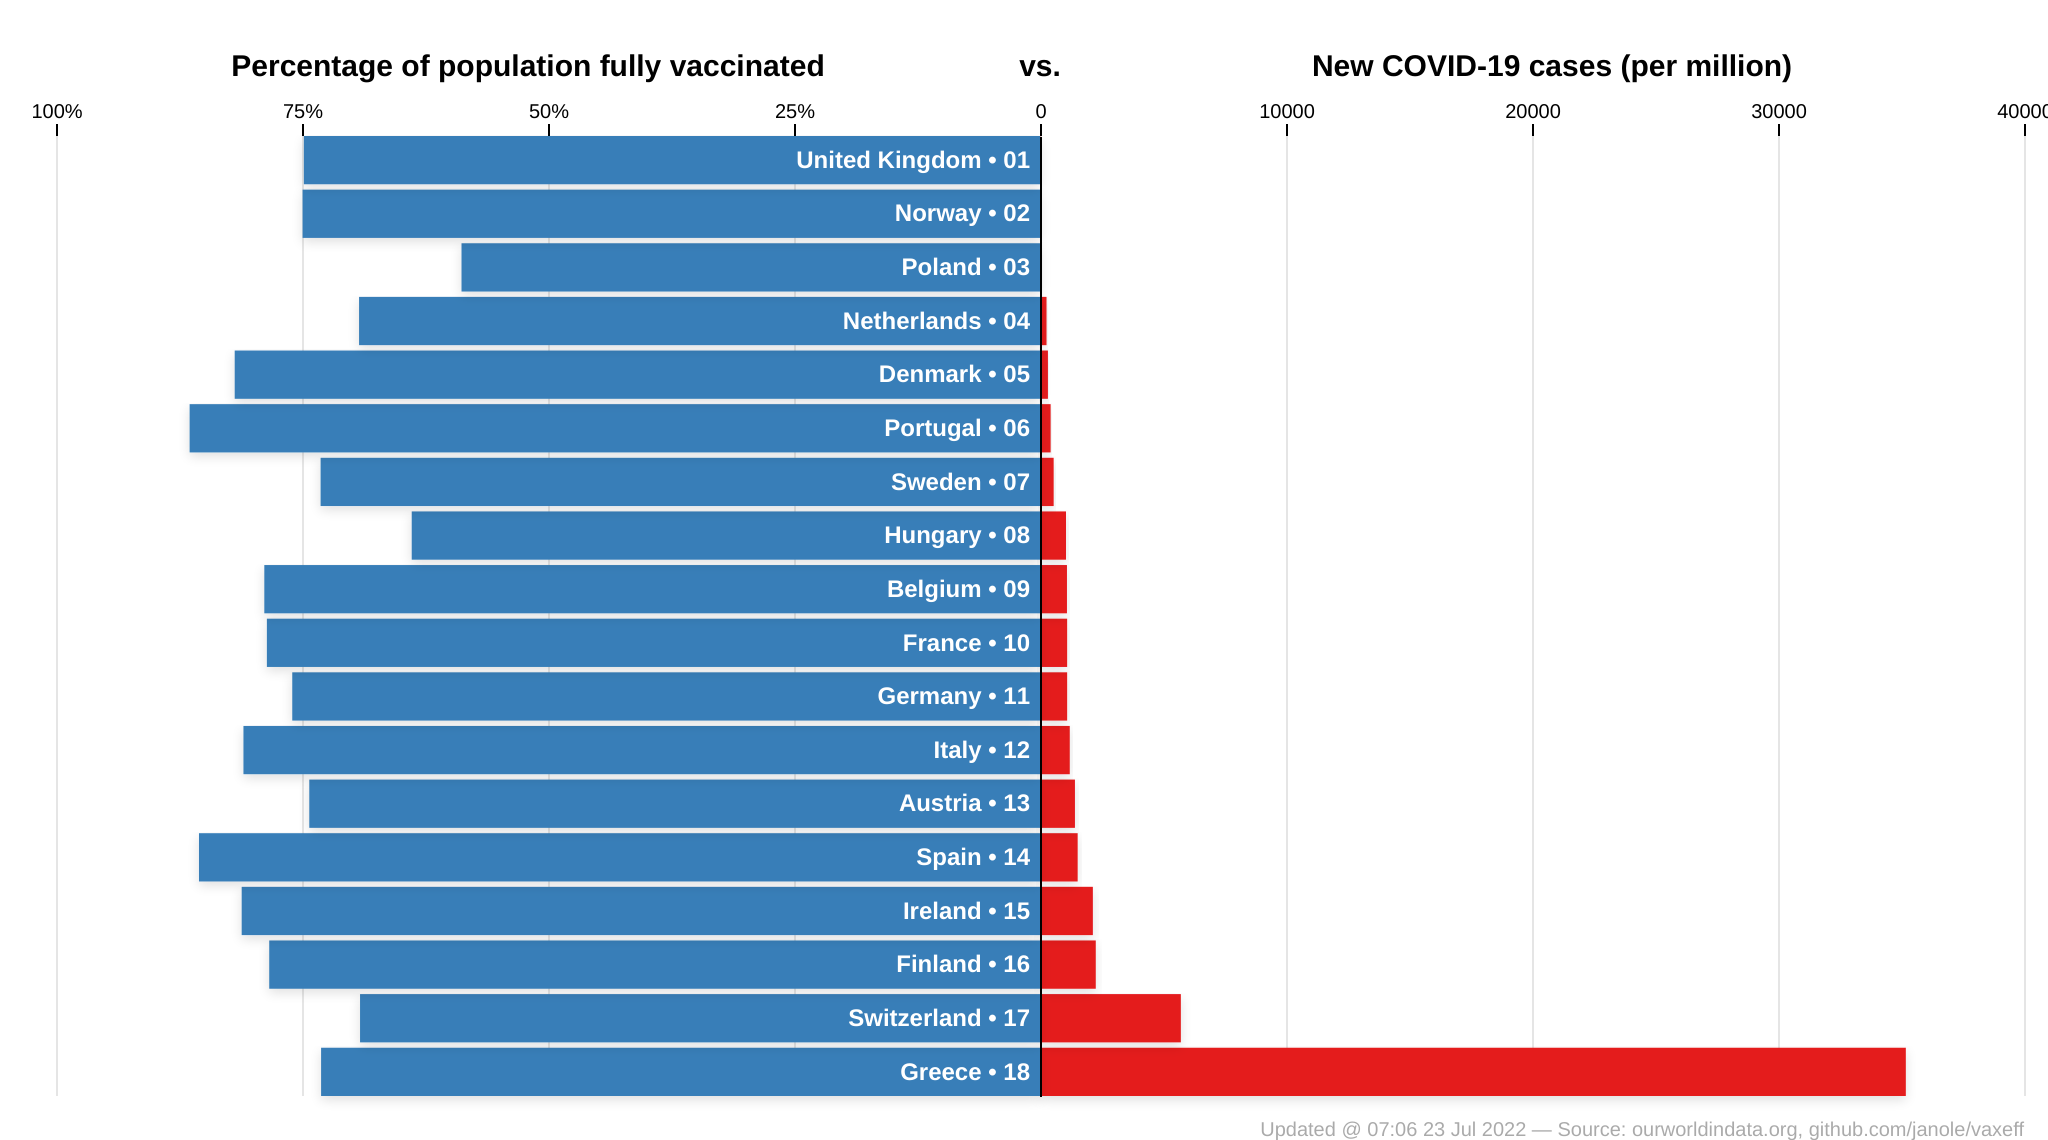 Percentage of population fully vaccinated vs. New COVID-19 cases (per million)
100% 75% 50% 25% 0 10000 20000 30000 40000
United Kingdom • 01
Norway • 02
Poland • 03
Netherlands • 04
Denmark • 05
Portugal • 06
Sweden • 07
Hungary • 08
Belgium • 09
France • 10
Germany • 11
Italy • 12
Austria • 13
Spain • 14
Ireland • 15
Finland • 16
Switzerland • 17
Greece • 18
Updated @ 07:06 23 Jul 2022 — Source: ourworldindata.org, github.com/janole/vaxeff